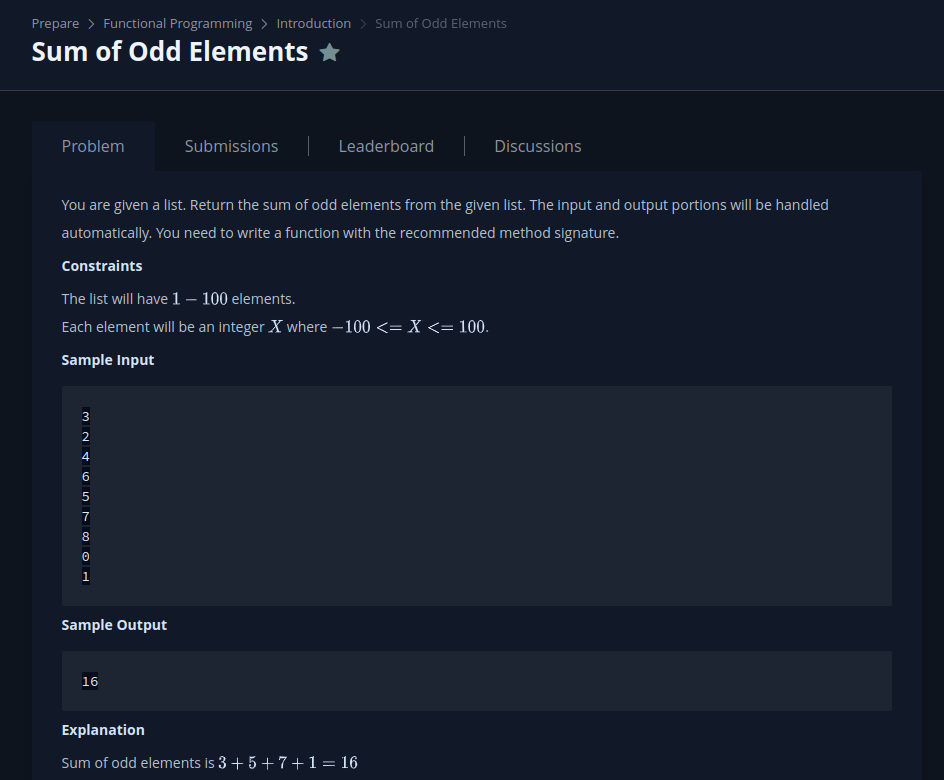 Prepare > Functional Programming > Introduction > Sum of Odd Elements
Sum of Odd Elements
Problem Submissions Leaderboard Discussions
You are given a list. Return the sum of odd elements from the given list. The input and output portions will be handled
automatically. You need to write a function with the recommended method signature.
Constraints
The list will have 1 – 100 elements.
Each element will be an integer X where −100 <= X <= 100.
Sample Input
3
2
4
6
5
7
8
0
1
Sample Output
16
Explanation
Sum of odd elements is 3 + 5 + 7 + 1 = 16